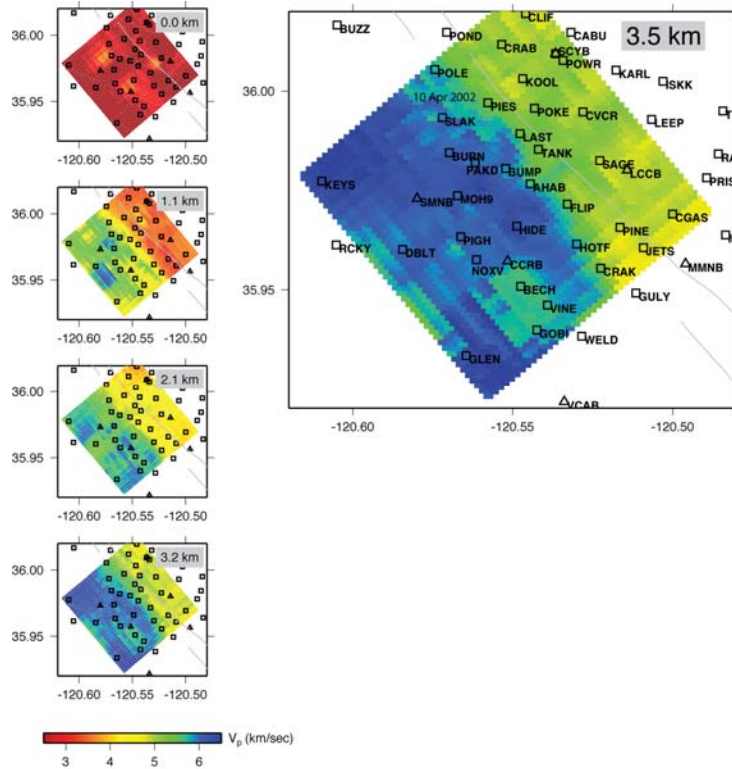 0.0 km
36.00
35.95
-120.60 -120.55 -120.50
1.1 km
36.00
35.95
-120.60 -120.55 -120.50
2.1 km
36.00
35.95
-120.60 -120.55 -120.50
3.2 km
36.00
35.95
-120.60 -120.55 -120.50
Vp (km/sec)
3 4 5 6
3.5 km
CLIF
BUZZ POND CABU
CRAB SCYB
POWR
POLE KARL
KOOL ISKK
36.00
10 Apr 2002
PIES POKE CVCR
SLAK LEEP
LAST
BURN TANK
PAKD BUMP SAGE
LCCB
KEYS AHAB PRIS
SMNB MOH9
FLIP CGAS
HIDE PINE
RCKY DBLT PIGH HOTF JETS
NOXV CCRB CRAK MMNB
35.95
BECH GULY
VINE
GOBI WELD
GLEN
VCAB
-120.60 -120.55 -120.50